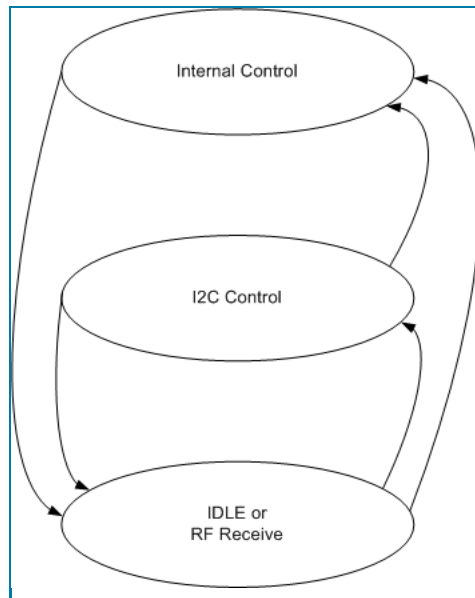 Internal Control
I2C Control
IDLE or
RF Receive